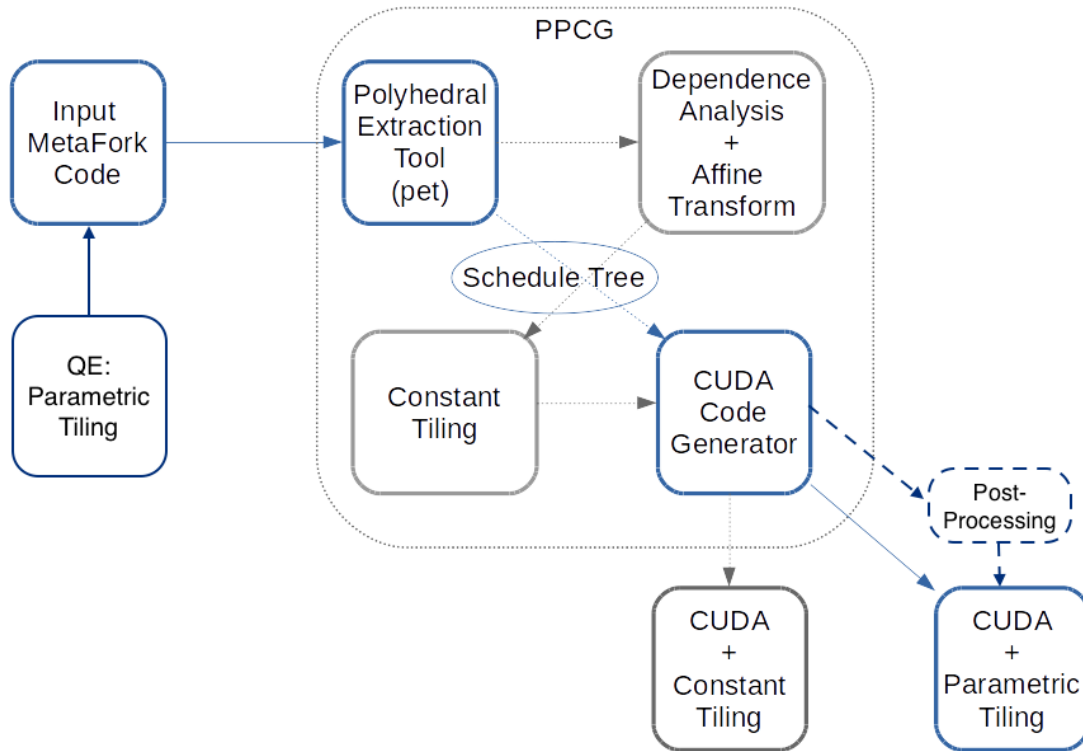 PPCG
Input
MetaFork
Code
Polyhedral
Extraction
Tool
(pet)
Dependence
Analysis
+
Affine
Transform
Schedule Tree
QE:
Parametric
Tiling
Constant
Tiling
CUDA
Code
Generator
Post-
Processing
CUDA
+
Constant
Tiling
CUDA
+
Parametric
Tiling